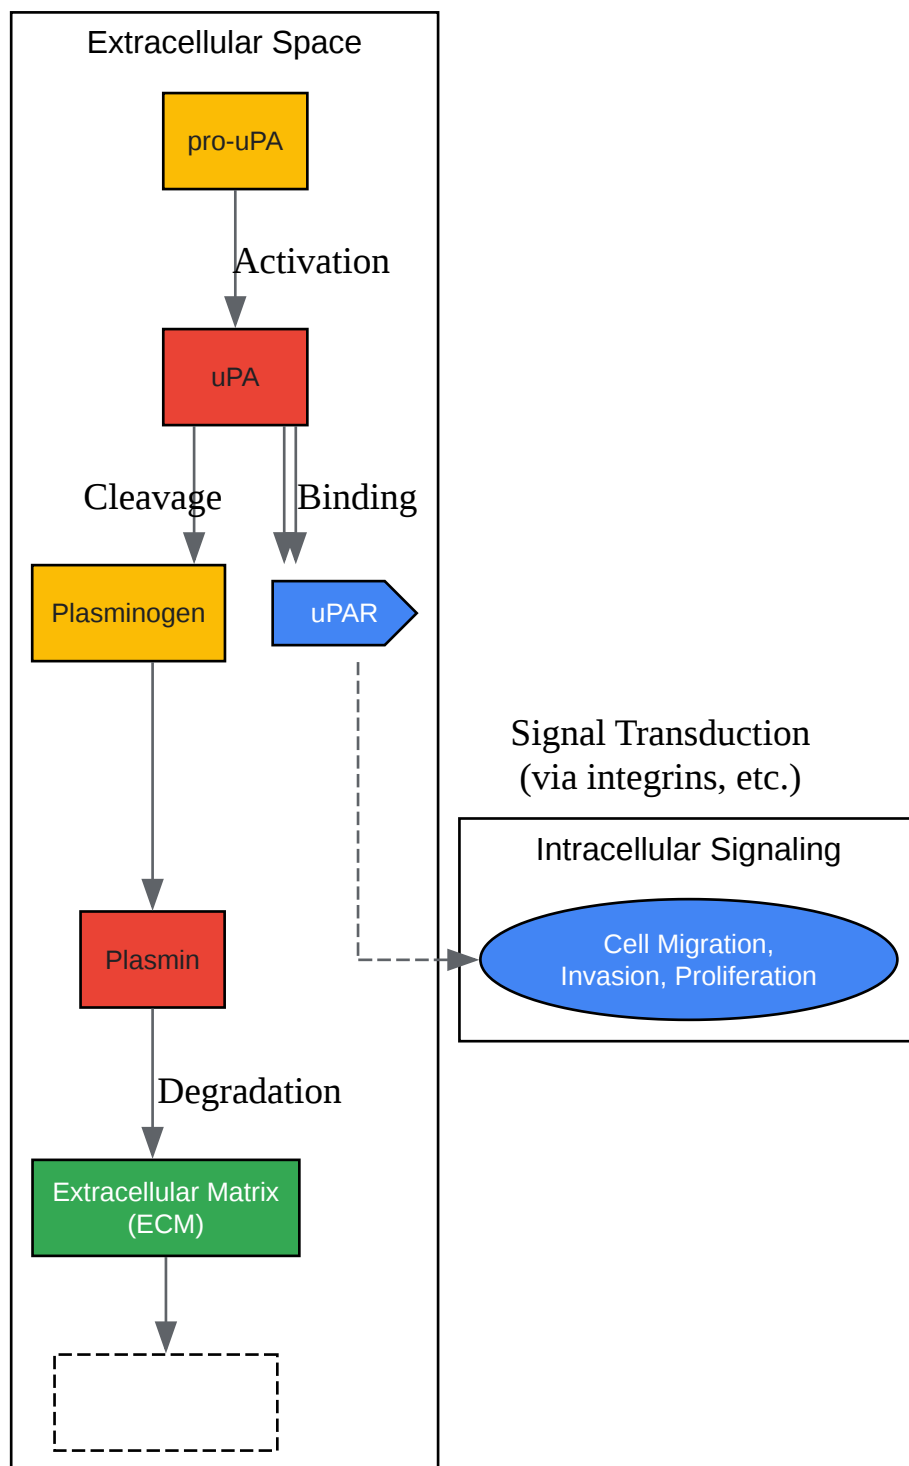 Extracellular Space
pro-uPA
Activation
uPA
Cleavage
Binding
Plasminogen
uPAR
Signal Transduction
(via integrins, etc.)
Intracellular Signaling
Cell Migration,
Invasion, Proliferation
Plasmin
Degradation
Extracellular Matrix
(ECM)